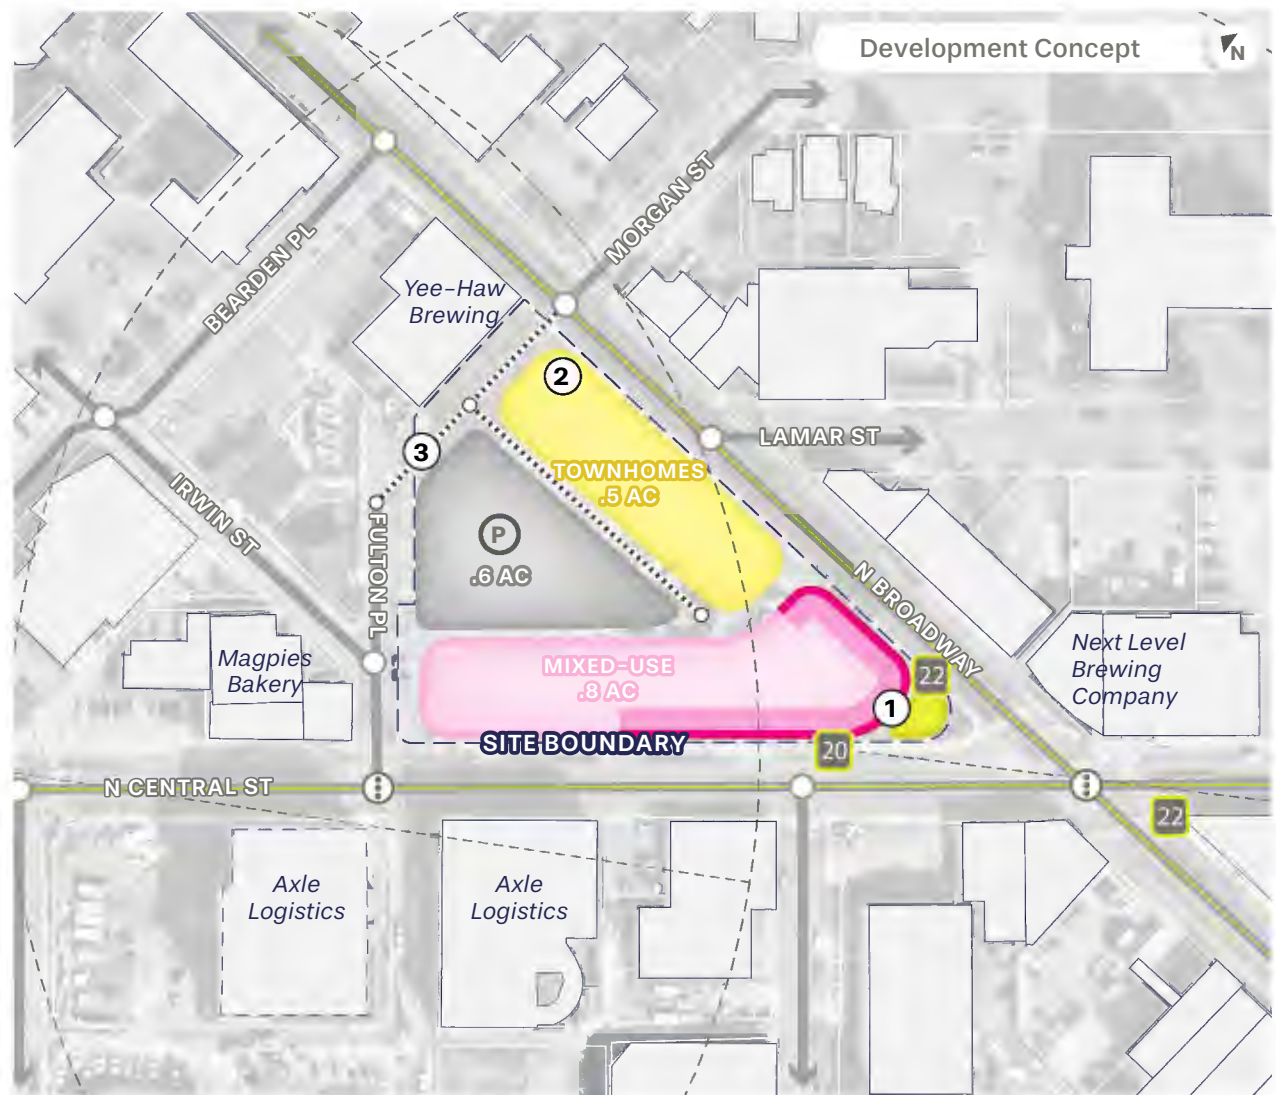 Development Concept
N
MORGAN ST
BEARDEN PL
Yee-Haw
Brewing
2
LAMAR ST
3
TOWNHOMES
.5 AC
IRWIN ST
FULTON PL
P
.6 AC
N BROADWAY
Magpies
Bakery
MIXED-USE
.8 AC
22
Next Level
Brewing
Company
1
SITE BOUNDARY
20
N CENTRAL ST
22
Axle
Logistics
Axle
Logistics